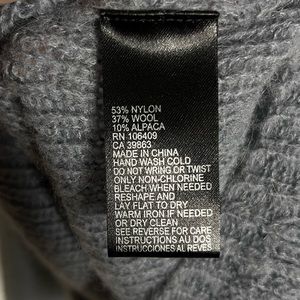 53% NYLON
37% WOOL
10% ALPACA
RN 106409
CA 39863
MADE IN CHINA
HAND WASH COLD
DO NOT WRING OR TWIST
ONLY NON-CHLORINE
BLEACH WHEN NEEDED
RESHAPE AND
LAY FLAT TO DRY
WARM IRON IF NEEDED
OR DRY CLEAN
SEE REVERSE FOR CARE
INSTRUCTIONS AU DOS
INSTRUCCIONES AL REVES